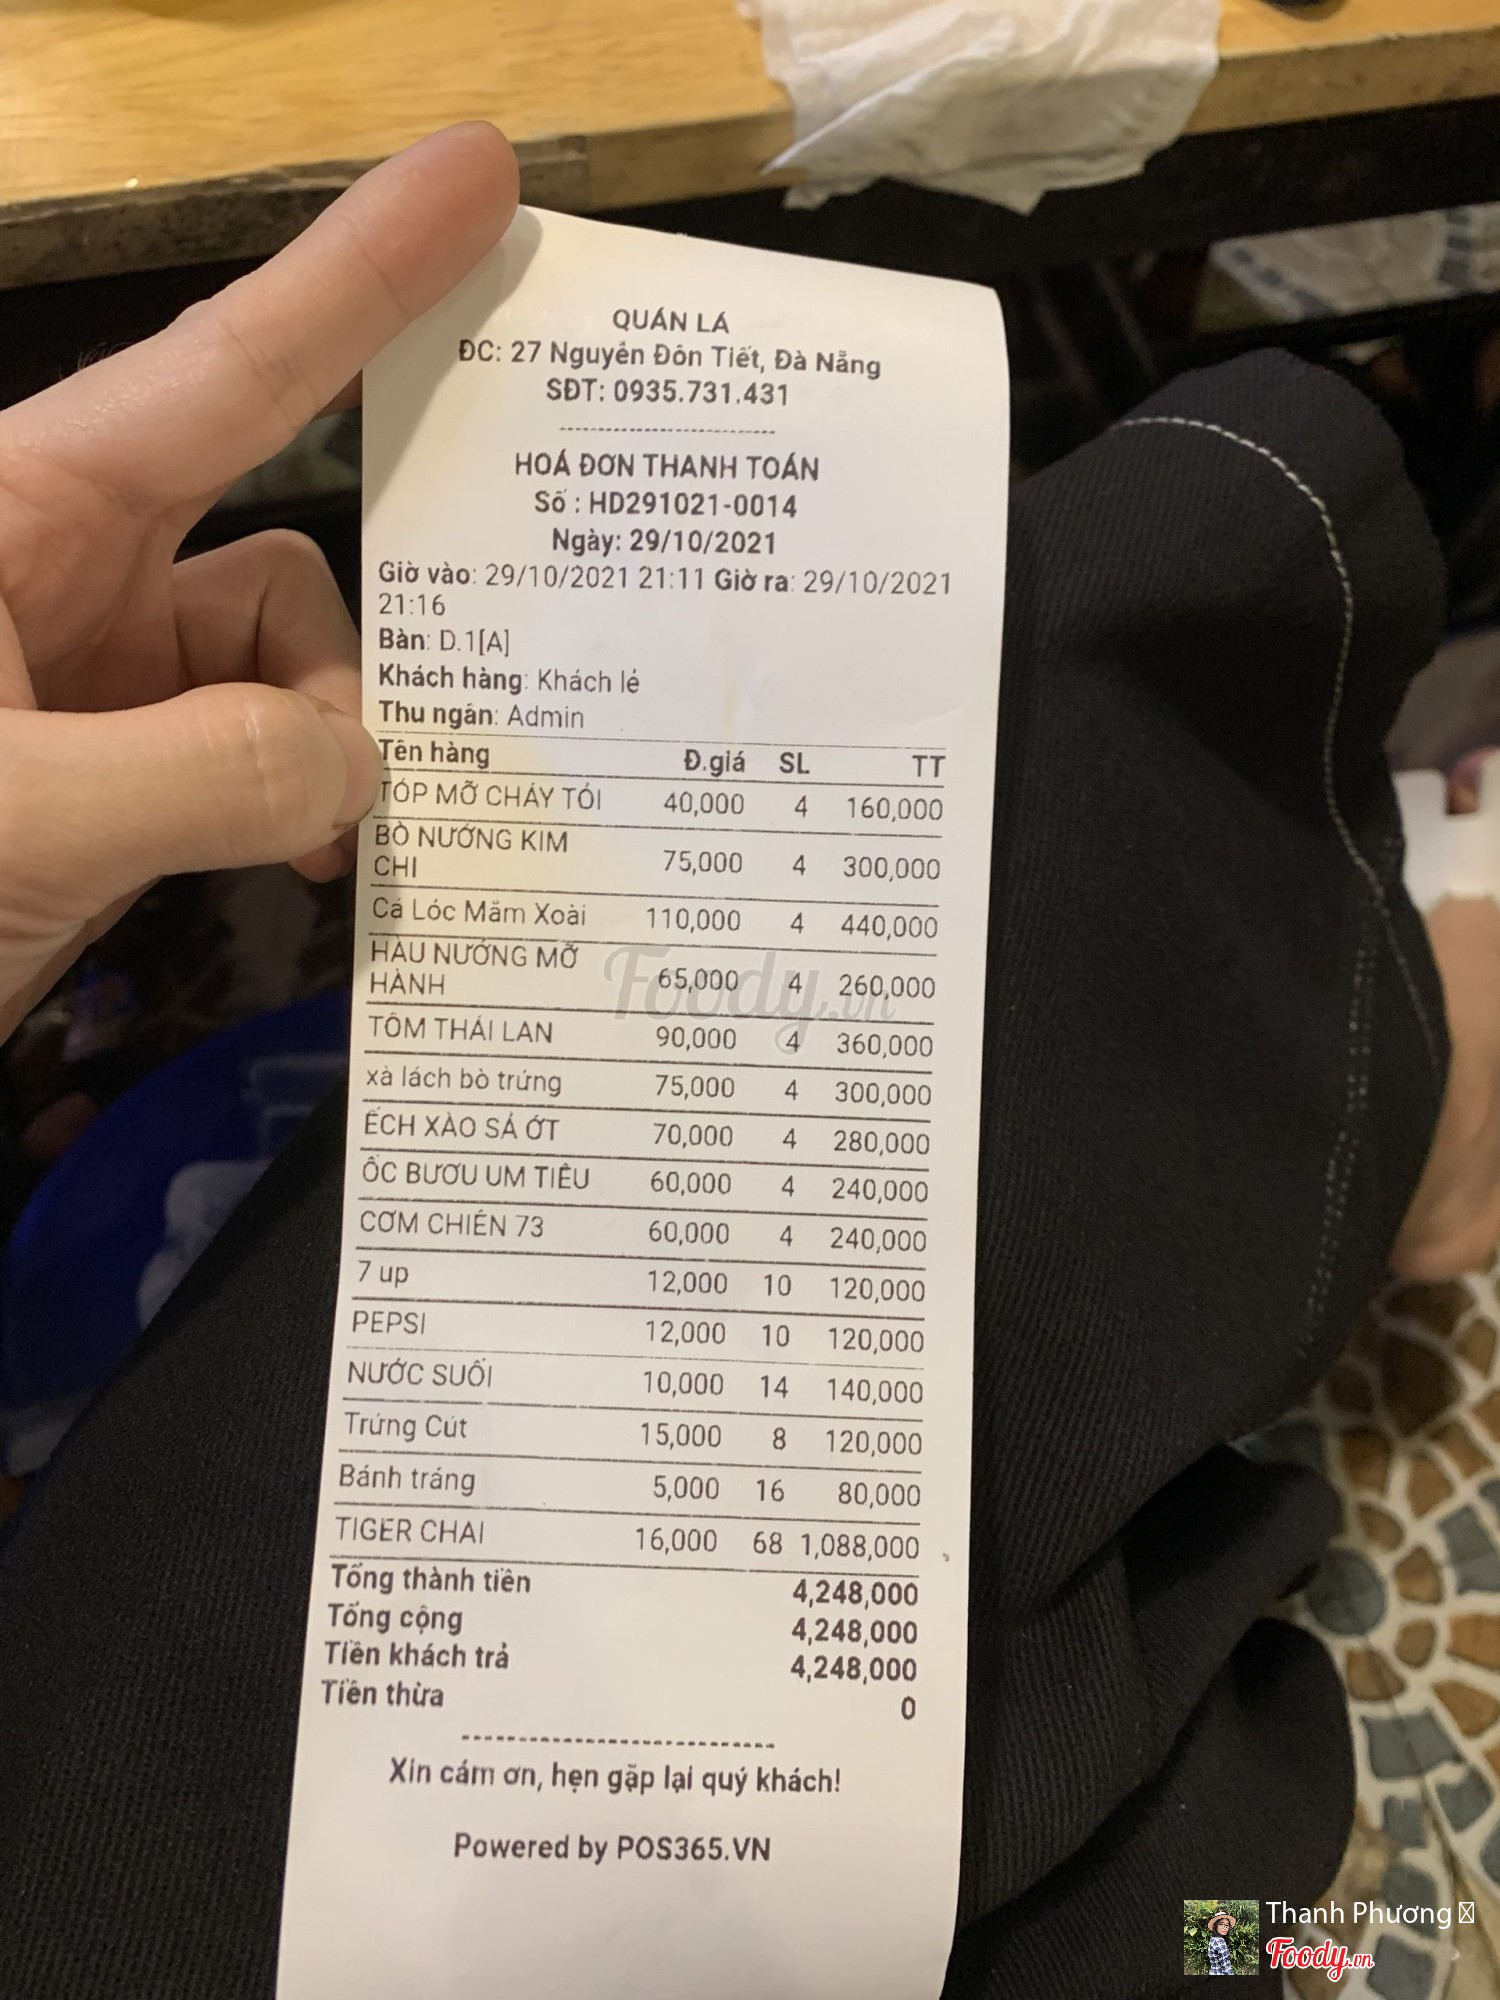 QUÁN LÁ
ĐC: 27 Nguyễn Đôn Tiết, Đà Nẵng
SĐT: 0935.731.431
HOÁ ĐƠN THANH TOÁN
Số : HD291021-0014
Ngày: 29/10/2021
Giờ vào: 29/10/2021 21:11 Giờ ra: 29/10/2021
21:16
Bàn: D.1[A]
Khách hàng: Khách lẻ
Thu ngân: Admin
Tên hàng Đ.giá SL TT
TÓP MỠ CHÁY TỎI 40,000 4 160,000
BÒ NƯỚNG KIM
CHI 75,000 4 300,000
Cá Lóc Mắm Xoài 110,000 4 440,000
HÀU NƯỚNG MỠ
HÀNH 65,000 4 260,000
TÔM THÁI LAN 90,000 4 360,000
xà lách bò trứng 75,000 4 300,000
ẾCH XÀO SẢ ỚT 70,000 4 280,000
ỐC BƯƠU UM TIÊU 60,000 4 240,000
CƠM CHIÊN 73 60,000 4 240,000
7 up 12,000 10 120,000
PEPSI 12,000 10 120,000
NƯỚC SUỐI 10,000 14 140,000
Trứng Cút 15,000 8 120,000
Bánh tráng 5,000 16 80,000
TIGER CHAI 16,000 68 1,088,000
Tổng thành tiền 4,248,000
Tổng cộng 4,248,000
Tiền khách trả 4,248,000
Tiền thừa 0
Xin cám ơn, hẹn gặp lại quý khách!
Powered by POS365.VN
Foody.vn
Thanh Phương
Foody.vn